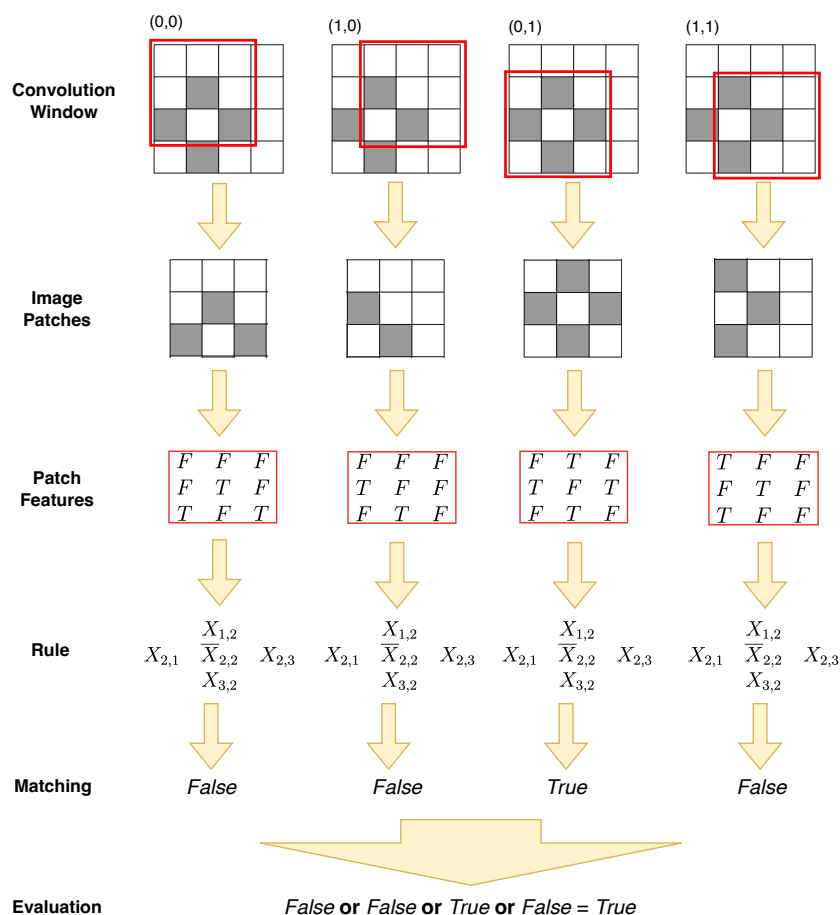 (0,0) (1,0) (0,1) (1,1)
Convolution
Window
Image
Patches
Patch
Features
F F F
F T F
T F T
F F F
T F F
F T F
F T F
T F T
F T F
T F F
F T F
T F F
Rule
X₁,₂
X₂,₁ X̅₂,₂ X₂,₃
X₃,₂
X₁,₂
X₂,₁ X̅₂,₂ X₂,₃
X₃,₂
X₁,₂
X₂,₁ X̅₂,₂ X₂,₃
X₃,₂
X₁,₂
X₂,₁ X̅₂,₂ X₂,₃
X₃,₂
Matching False False True False
Evaluation False or False or True or False = True